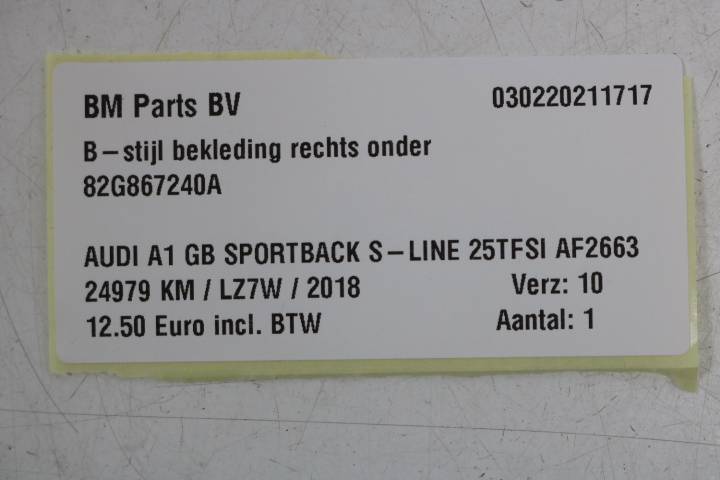 BM Parts BV 030220211717
B-stijl bekleding rechts onder
82G867240A
AUDI A1 GB SPORTBACK S-LINE 25TFSI AF2663
24979 KM / LZ7W / 2018 Verz: 10
12.50 Euro incl. BTW Aantal: 1